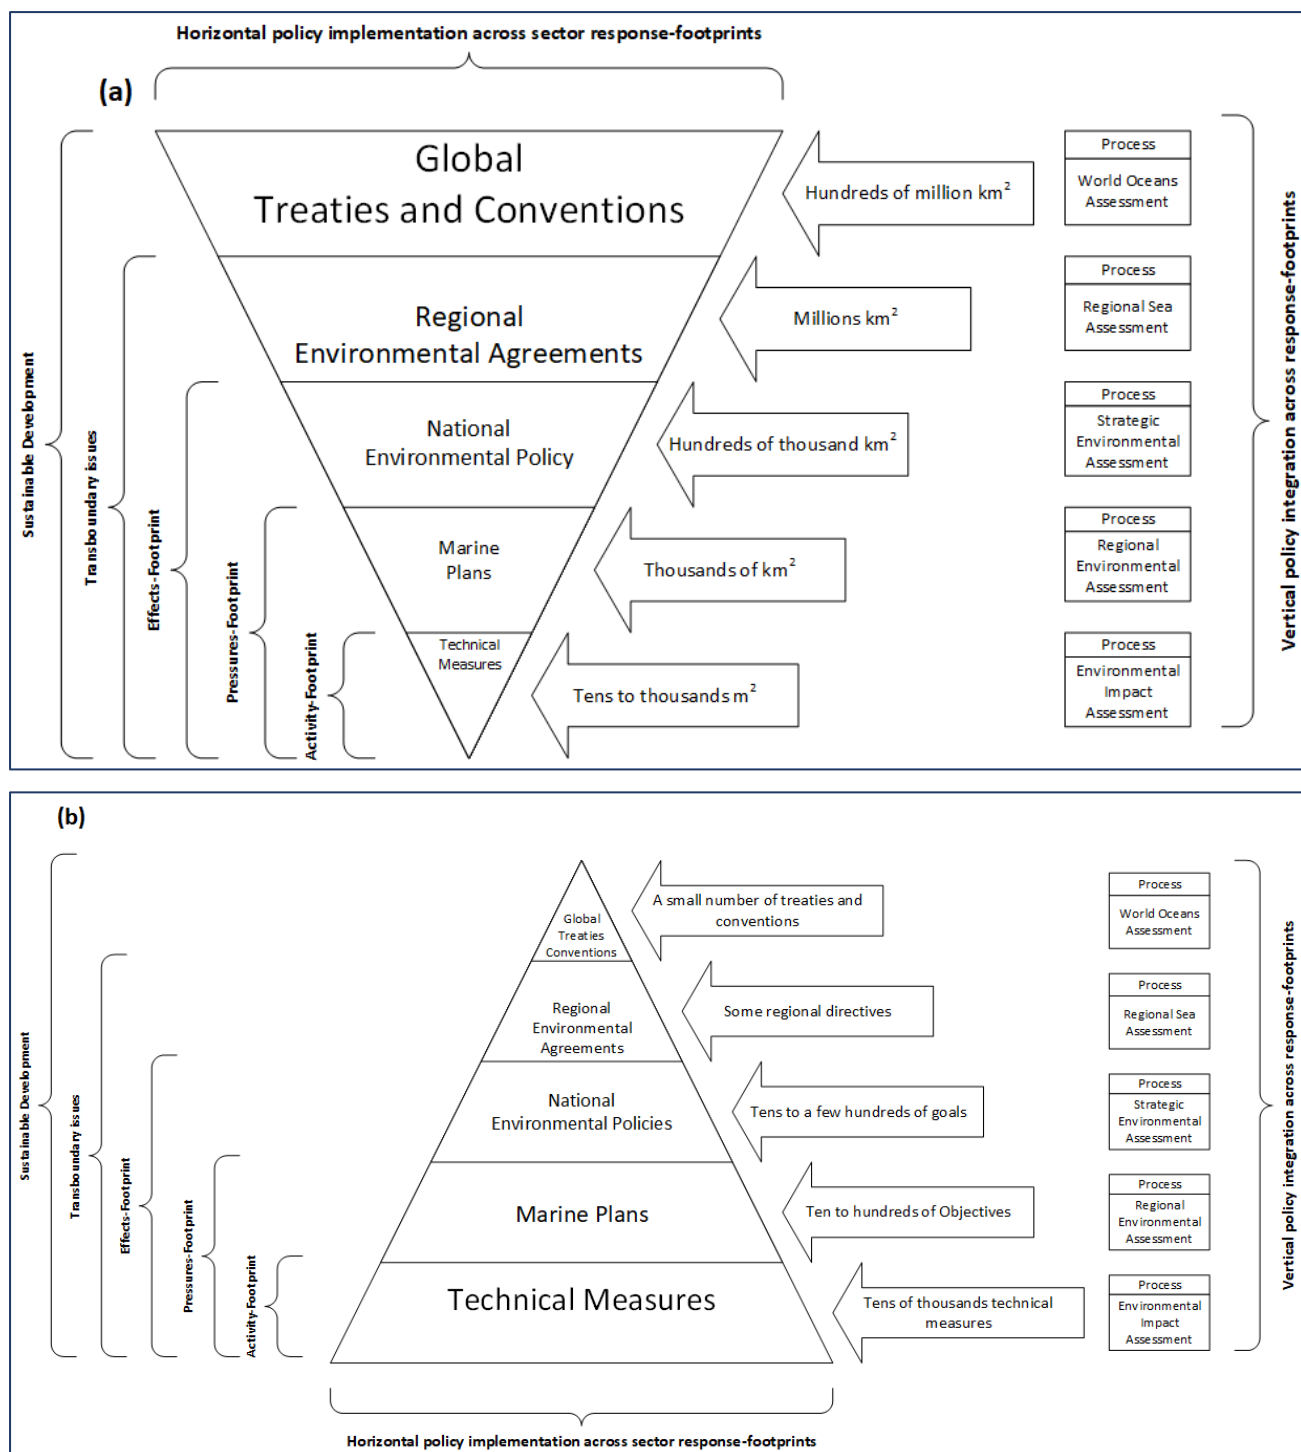 Horizontal policy implementation across sector response-footprints
(a)
Global
Treaties and Conventions
Hundreds of million km²
Process
World Oceans
Assessment
Regional
Environmental Agreements
Millions km²
Process
Regional Sea
Assessment
National
Environmental Policy
Hundreds of thousand km²
Process
Strategic
Environmental
Assessment
Marine
Plans
Thousands of km²
Process
Regional
Environmental
Assessment
Technical
Measures
Tens to thousands m²
Process
Environmental
Impact
Assessment
Sustainable Development
Transboundary issues
Effects-Footprint
Pressures-Footprint
Activity-Footprint
Vertical policy integration across response-footprints
(b)
Global
Treaties
Conventions
A small number of treaties and
conventions
Process
World Oceans
Assessment
Regional
Environmental
Agreements
Some regional directives
Process
Regional Sea
Assessment
National
Environmental Policies
Tens to a few hundreds of goals
Process
Strategic
Environmental
Assessment
Marine Plans
Ten to hundreds of Objectives
Process
Regional
Environmental
Assessment
Technical Measures
Tens of thousands technical
measures
Process
Environmental
Impact
Assessment
Sustainable Development
Transboundary issues
Effects-Footprint
Pressures-Footprint
Activity-Footprint
Vertical policy integration across response-footprints
Horizontal policy implementation across sector response-footprints